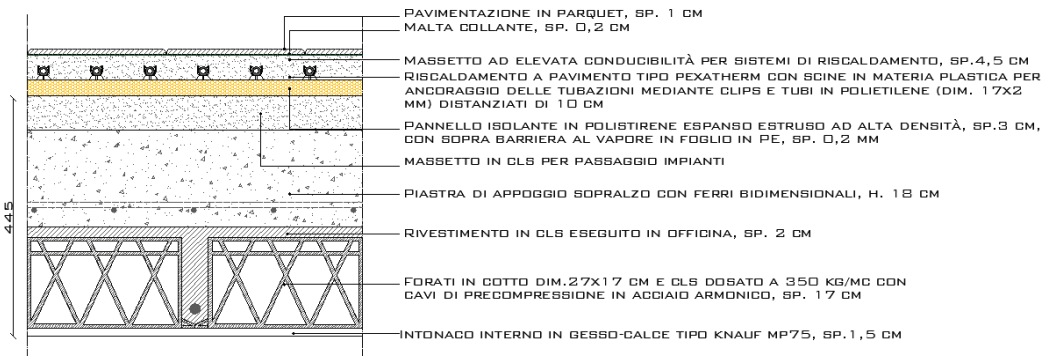 PAVIMENTAZIONE IN PARQUET, SP. 1 CM
MALTA COLLANTE, SP. 0,2 CM
MASSETTO AD ELEVATA CONDUCIBILITÀ PER SISTEMI DI RISCALDAMENTO, SP.4,5 CM
RISCALDAMENTO A PAVIMENTO TIPO PEXATHERM CON SCINE IN MATERIA PLASTICA PER
ANCORAGGIO DELLE TUBAZIONI MEDIANTE CLIPS E TUBI IN POLIETILENE (DIM. 17X2
MM) DISTANZIATI DI 10 CM
PANNELLO ISOLANTE IN POLISTIRENE ESPANSO ESTRUSO AD ALTA DENSITÀ, SP.3 CM,
CON SOPRA BARRIERA AL VAPORE IN FOGLIO IN PE, SP. 0,2 MM
MASSETTO IN CLS PER PASSAGGIO IMPIANTI
PIASTRA DI APPOGGIO SOPRALZO CON FERRI BIDIMENSIONALI, H. 18 CM
445
RIVESTIMENTO IN CLS ESEGUITO IN OFFICINA, SP. 2 CM
FORATI IN COTTO DIM.27X17 CM E CLS DOSATO A 350 KG/MC CON
CAVI DI PRECOMPRESSIONE IN ACCIAIO ARMONICO, SP. 17 CM
INTONACO INTERNO IN GESSO-CALCE TIPO KNAUF MP75, SP.1,5 CM